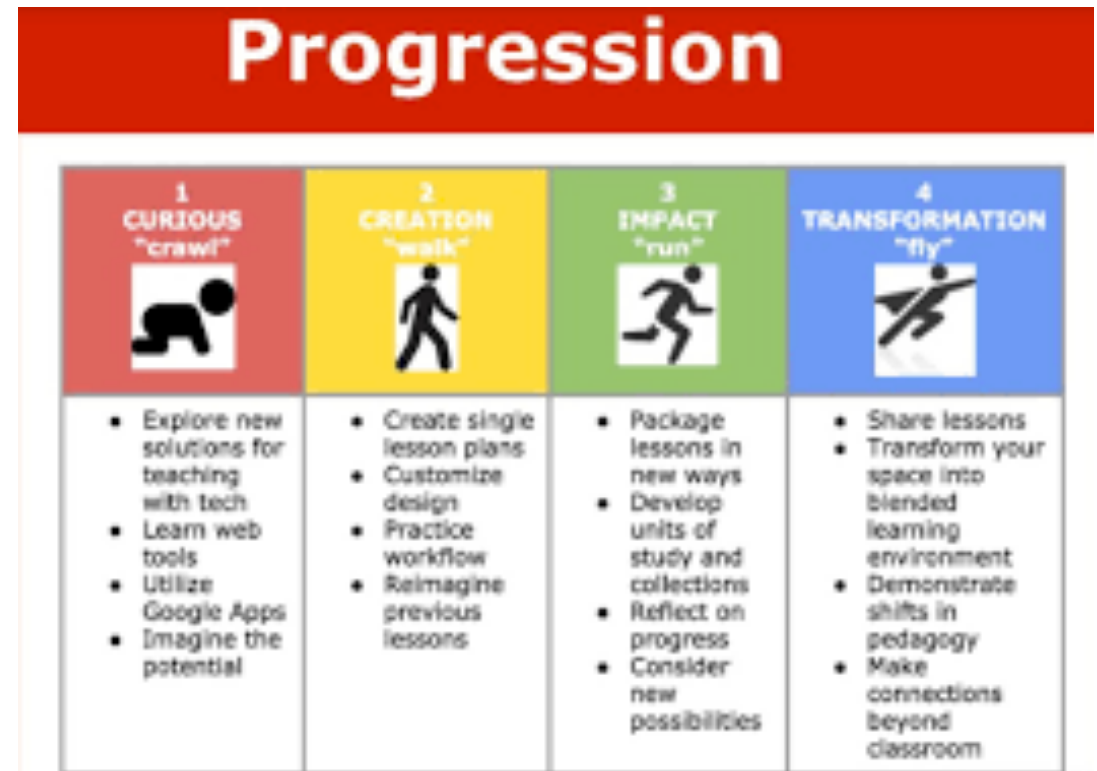 Progression
1
CURIOUS
"crawl"
2
CREATION
"walk"
3
IMPACT
"run"
4
TRANSFORMATION
"fly"
• Explore new
solutions for
teaching
with tech
• Learn web
tools
• Utilize
Google Apps
• Imagine the
potential
• Create single
lesson plans
• Customize
design
• Practice
workflow
• Reimagine
previous
lessons
• Package
lessons in
new ways
• Develop
units of
study and
collections
• Reflect on
progress
• Consider
new
possibilities
• Share lessons
• Transform your
space into
blended
learning
environment
• Demonstrate
shifts in
pedagogy
• Make
connections
beyond
classroom